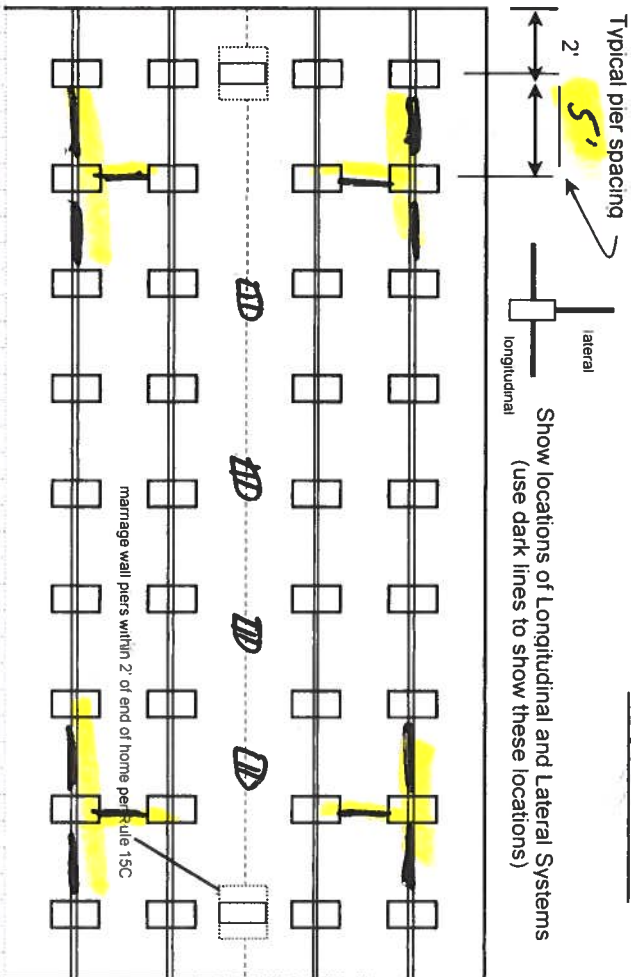 Typical pier spacing
2'
5'
lateral
longitudinal
Show locations of Longitudinal and Lateral Systems
(use dark lines to show these locations)
marriage wall piers within 2' of end of home per Rule 15C